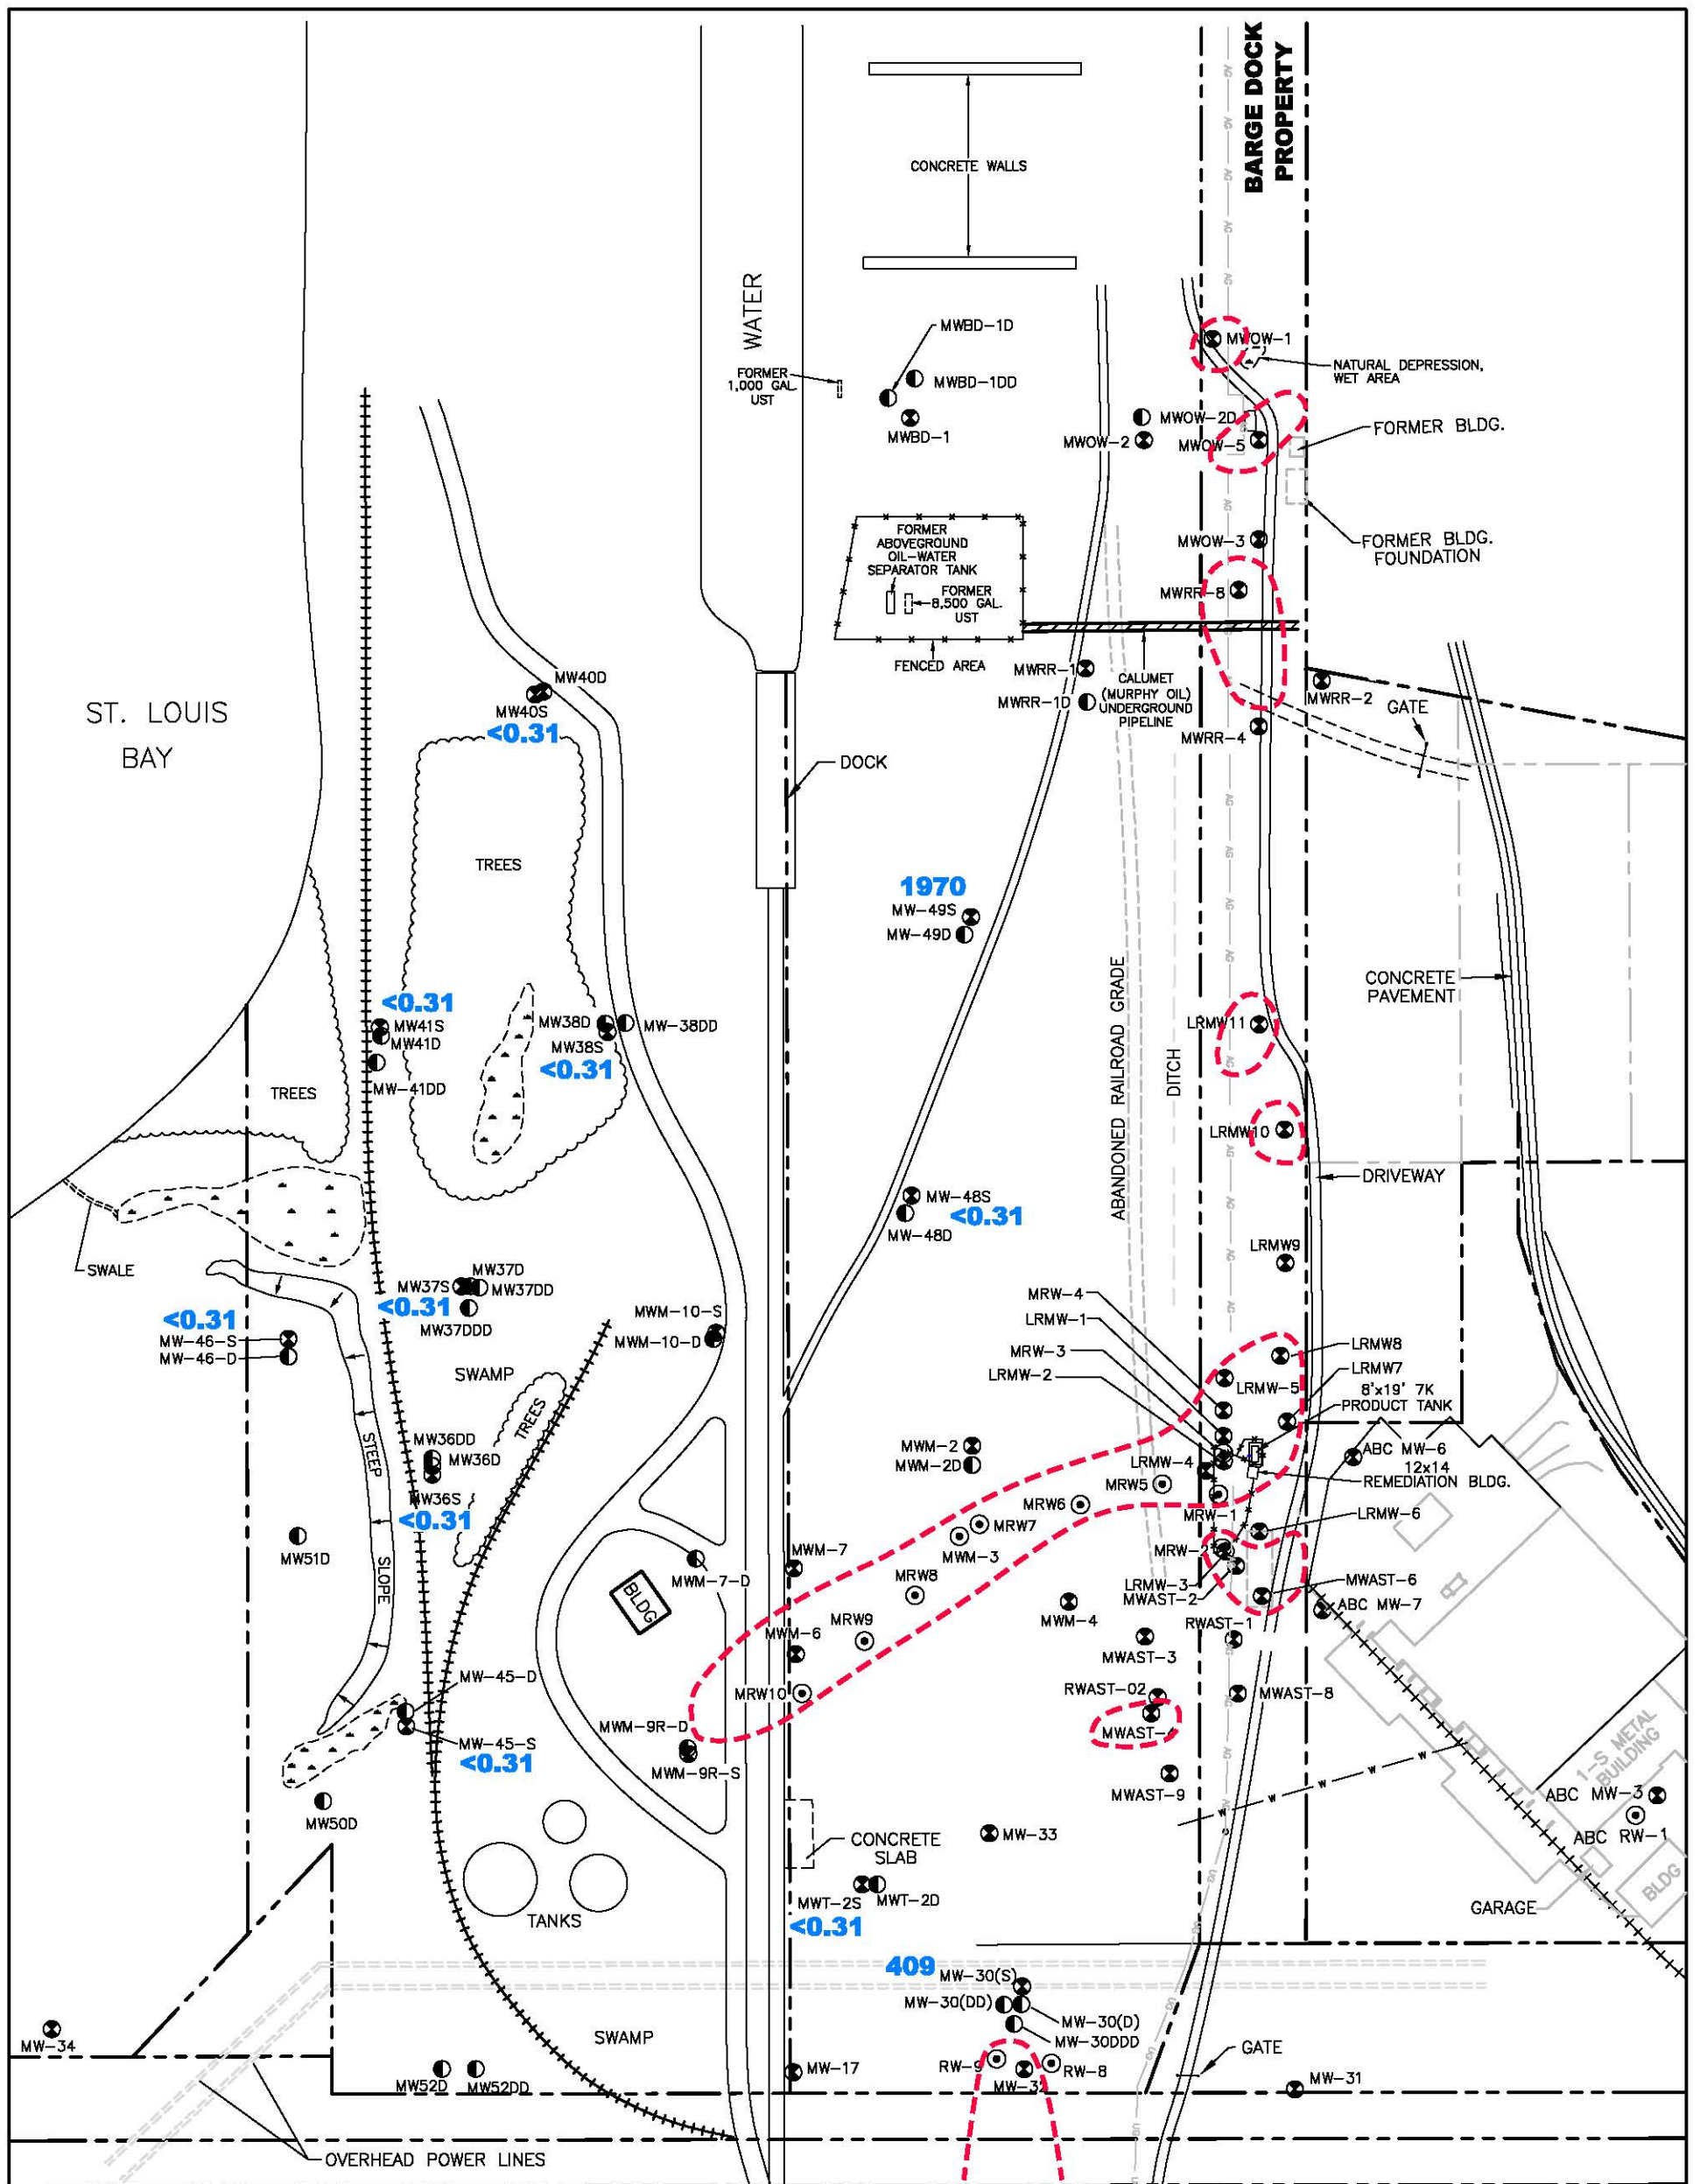 BARGE DOCK
PROPERTY
CONCRETE WALLS
WATER
MWBD-1D
FORMER
1,000 GAL.
UST
MWBD-1DD
MWBD-1
MWOW-1
NATURAL DEPRESSION,
WET AREA
MWOW-2D
MWOW-2
MWOW-5
FORMER BLDG.
FORMER
ABOVEGROUND
OIL-WATER
SEPARATOR TANK
FORMER
8,500 GAL.
UST
FENCED AREA
MWOW-3
FORMER BLDG.
FOUNDATION
MWRR-8
MWRR-1
MWRR-1D
CALUMET
(MURPHY OIL)
UNDERGROUND
PIPELINE
MWRR-2
GATE
MWRR-4
ST. LOUIS
BAY
MW40D
MW40S
<0.31
DOCK
TREES
1970
MW-49S
MW-49D
ABANDONED RAILROAD GRADE
DITCH
CONCRETE
PAVEMENT
<0.31
MW41S
MW41D
MW-41DD
MW38D
MW-38DD
MW38S
<0.31
LRMW11
TREES
LRMW10
DRIVEWAY
MW-48S
<0.31
MW-48D
SWALE
LRMW9
MW37D
MW37S
MW37DD
<0.31
MW37DDD
<0.31
MW-46-S
MW-46-D
MWM-10-S
MWM-10-D
MRW-4
LRMW-1
MRW-3
LRMW-2
LRMW8
LRMW7
LRMW-5
8'x19' 7K
PRODUCT TANK
SWAMP
TREES
STEEP
SLOPE
MW36DD
MW36D
MW36S
<0.31
MWM-2
MWM-2D
LRMW-4
MRW5
ABC MW-6
12x14
REMEDIATION BLDG.
MRW6
MRW-1
MRW7
LRMW-6
MW51D
MWM-3
MRW-2
MWM-7
MWM-7-D
BLDG
MRW8
LRMW-3
MWAST-2
MWAST-6
ABC MW-7
MWM-4
RWAST-1
MRW9
MWM-6
MWAST-3
MW-45-D
MRW10
RWAST-02
MWAST-8
MWAST-4
MWM-9R-D
MW-45-S
<0.31
MWM-9R-S
MWAST-9
1-S METAL
BUILDING
ABC MW-3
ABC RW-1
MW50D
CONCRETE
SLAB
MW-33
MWT-2S
MWT-2D
<0.31
TANKS
BLDG
GARAGE
409
MW-30(S)
MW-30(DD)
MW-30(D)
MW-30DDD
MW-34
SWAMP
GATE
MW52D
MW52DD
MW-17
RW-9
RW-8
MW-32
MW-31
OVERHEAD POWER LINES